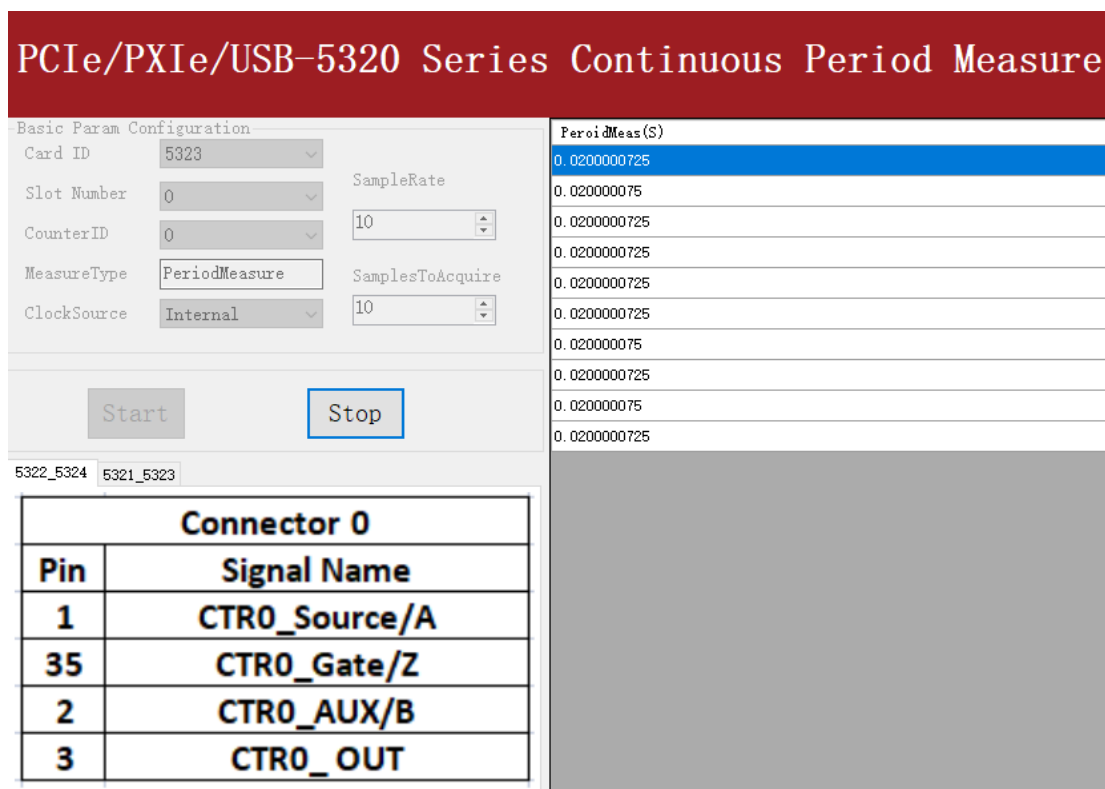 PCIe/PXIe/USB-5320 Series Continuous Period Measure
Basic Param Configuration
Card ID 5323
Slot Number 0
CounterID 0
MeasureType PeriodMeasure
ClockSource Internal
SampleRate
10
SamplesToAcquire
10
Start Stop
5322_5324 5321_5323
Connector 0
Pin Signal Name
1 CTR0_Source/A
35 CTR0_Gate/Z
2 CTR0_AUX/B
3 CTR0_ OUT
PeroidMeas(S)
0.0200000725
0.020000075
0.0200000725
0.0200000725
0.0200000725
0.0200000725
0.020000075
0.0200000725
0.020000075
0.0200000725